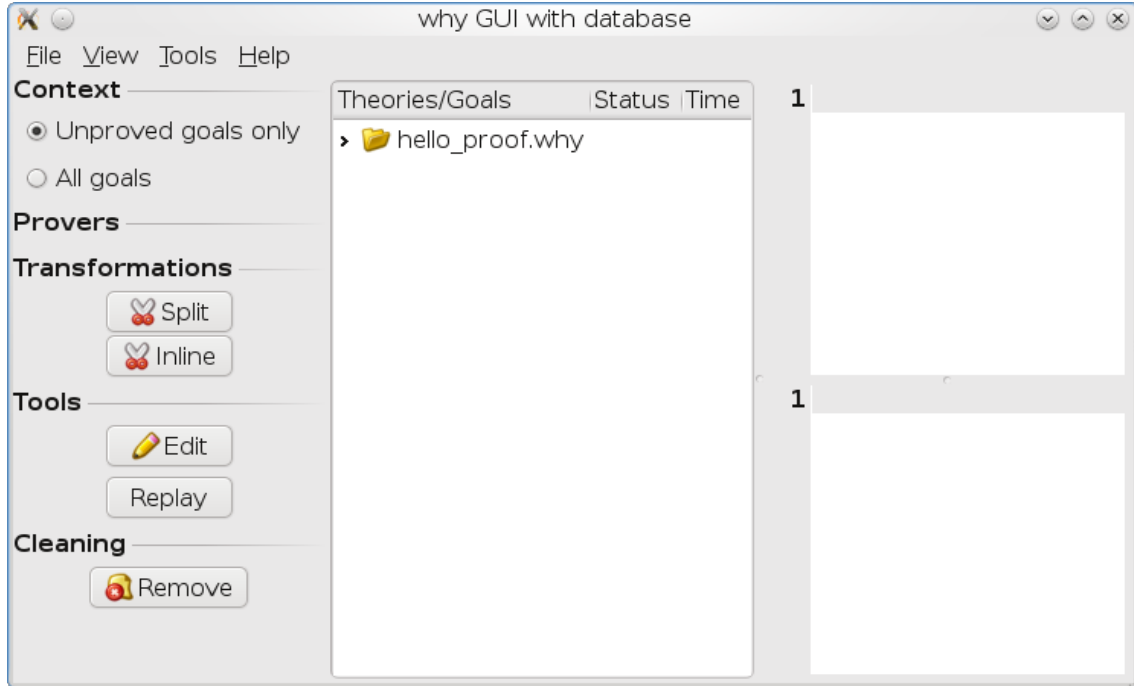 why GUI with database
File View Tools Help
Context
Unproved goals only
All goals
Provers
Transformations
Split
Inline
Tools
Edit
Replay
Cleaning
Remove
Theories/Goals Status Time
hello_proof.why
1
1